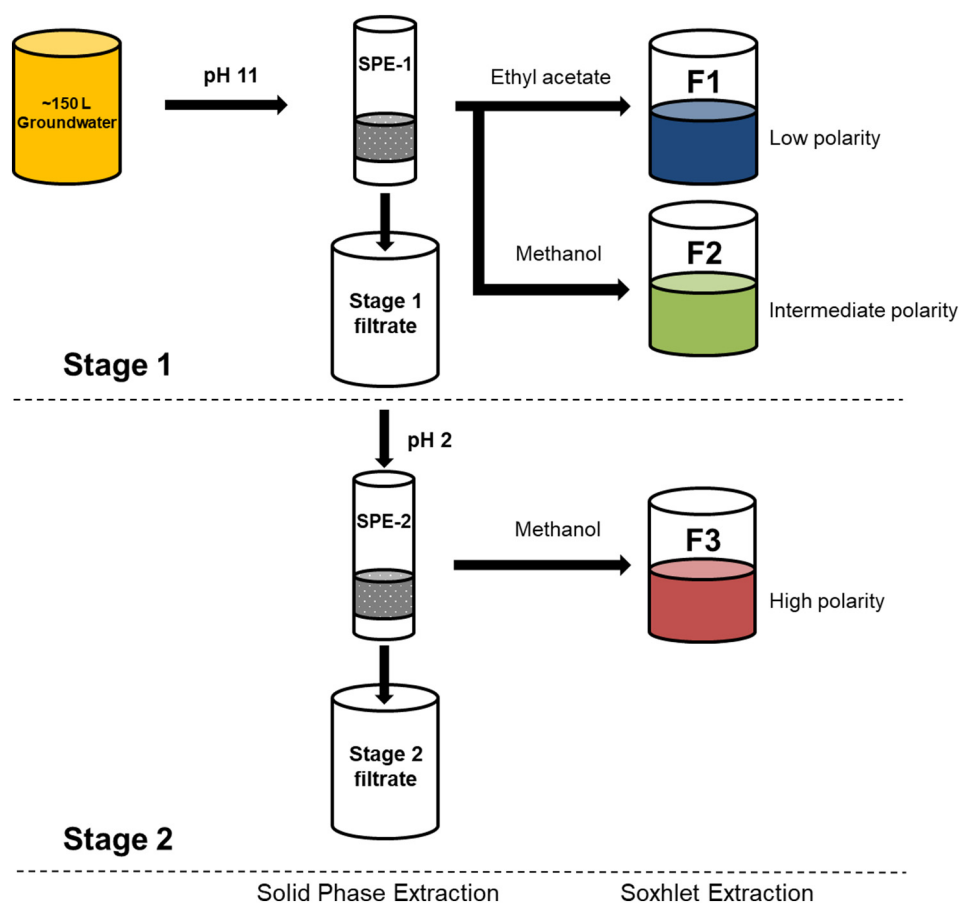 ~150 L
Groundwater
pH 11
SPE-1
Ethyl acetate
F1
Low polarity
Methanol
F2
Intermediate polarity
Stage 1
filtrate
Stage 1
pH 2
SPE-2
Methanol
F3
High polarity
Stage 2
filtrate
Stage 2
Solid Phase Extraction
Soxhlet Extraction